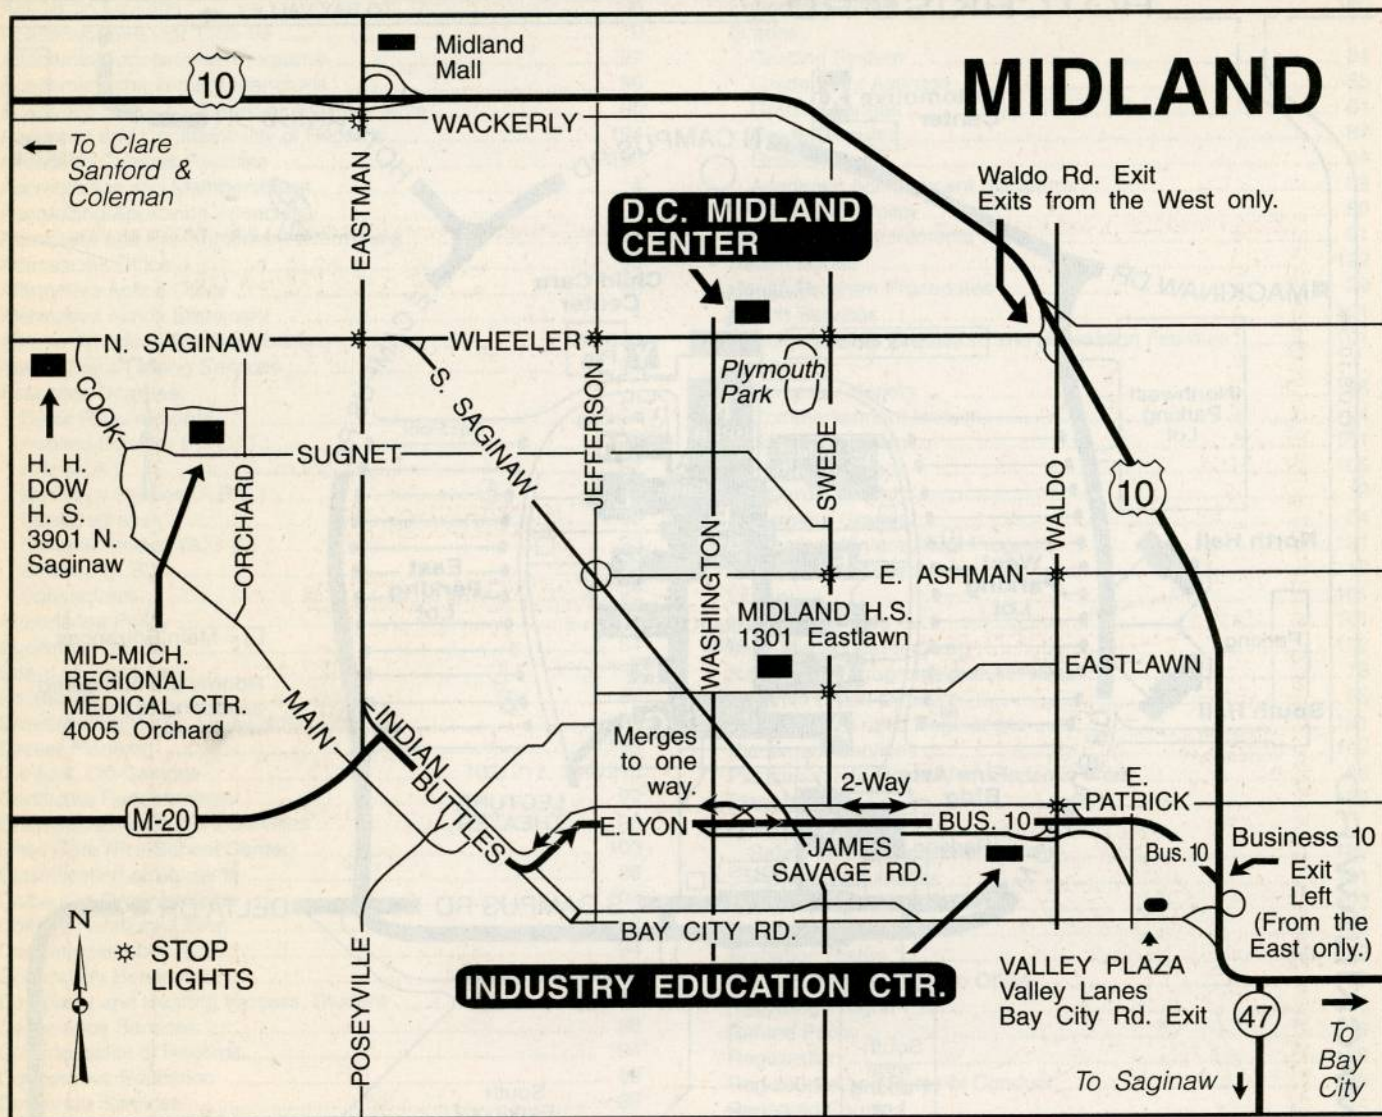 MIDLAND
10
Midland
Mall
WACKERLY
To Clare
Sanford &
Coleman
EASTMAN
Waldo Rd. Exit
Exits from the West only.
D.C. MIDLAND
CENTER
N. SAGINAW
WHEELER
COOK
S. SAGINAW
JEFFERSON
Plymouth
Park
SWEDE
WALDO
10
H. H.
DOW
H. S.
3901 N.
Saginaw
SUGNET
ORCHARD
WASHINGTON
E. ASHMAN
MIDLAND H.S.
1301 Eastlawn
EASTLAWN
MID-MICH.
REGIONAL
MEDICAL CTR.
4005 Orchard
MAIN
INDIAN
BUTTLES
M-20
Merges
to one
way.
2-Way
E.
PATRICK
E. LYON
BUS. 10
JAMES
SAVAGE RD.
Bus. 10
Business 10
Exit
Left
(From the
East only.)
BAY CITY RD.
INDUSTRY EDUCATION CTR.
VALLEY PLAZA
Valley Lanes
Bay City Rd. Exit
N
STOP
LIGHTS
POSEYVILLE
47
To Saginaw
To
Bay
City